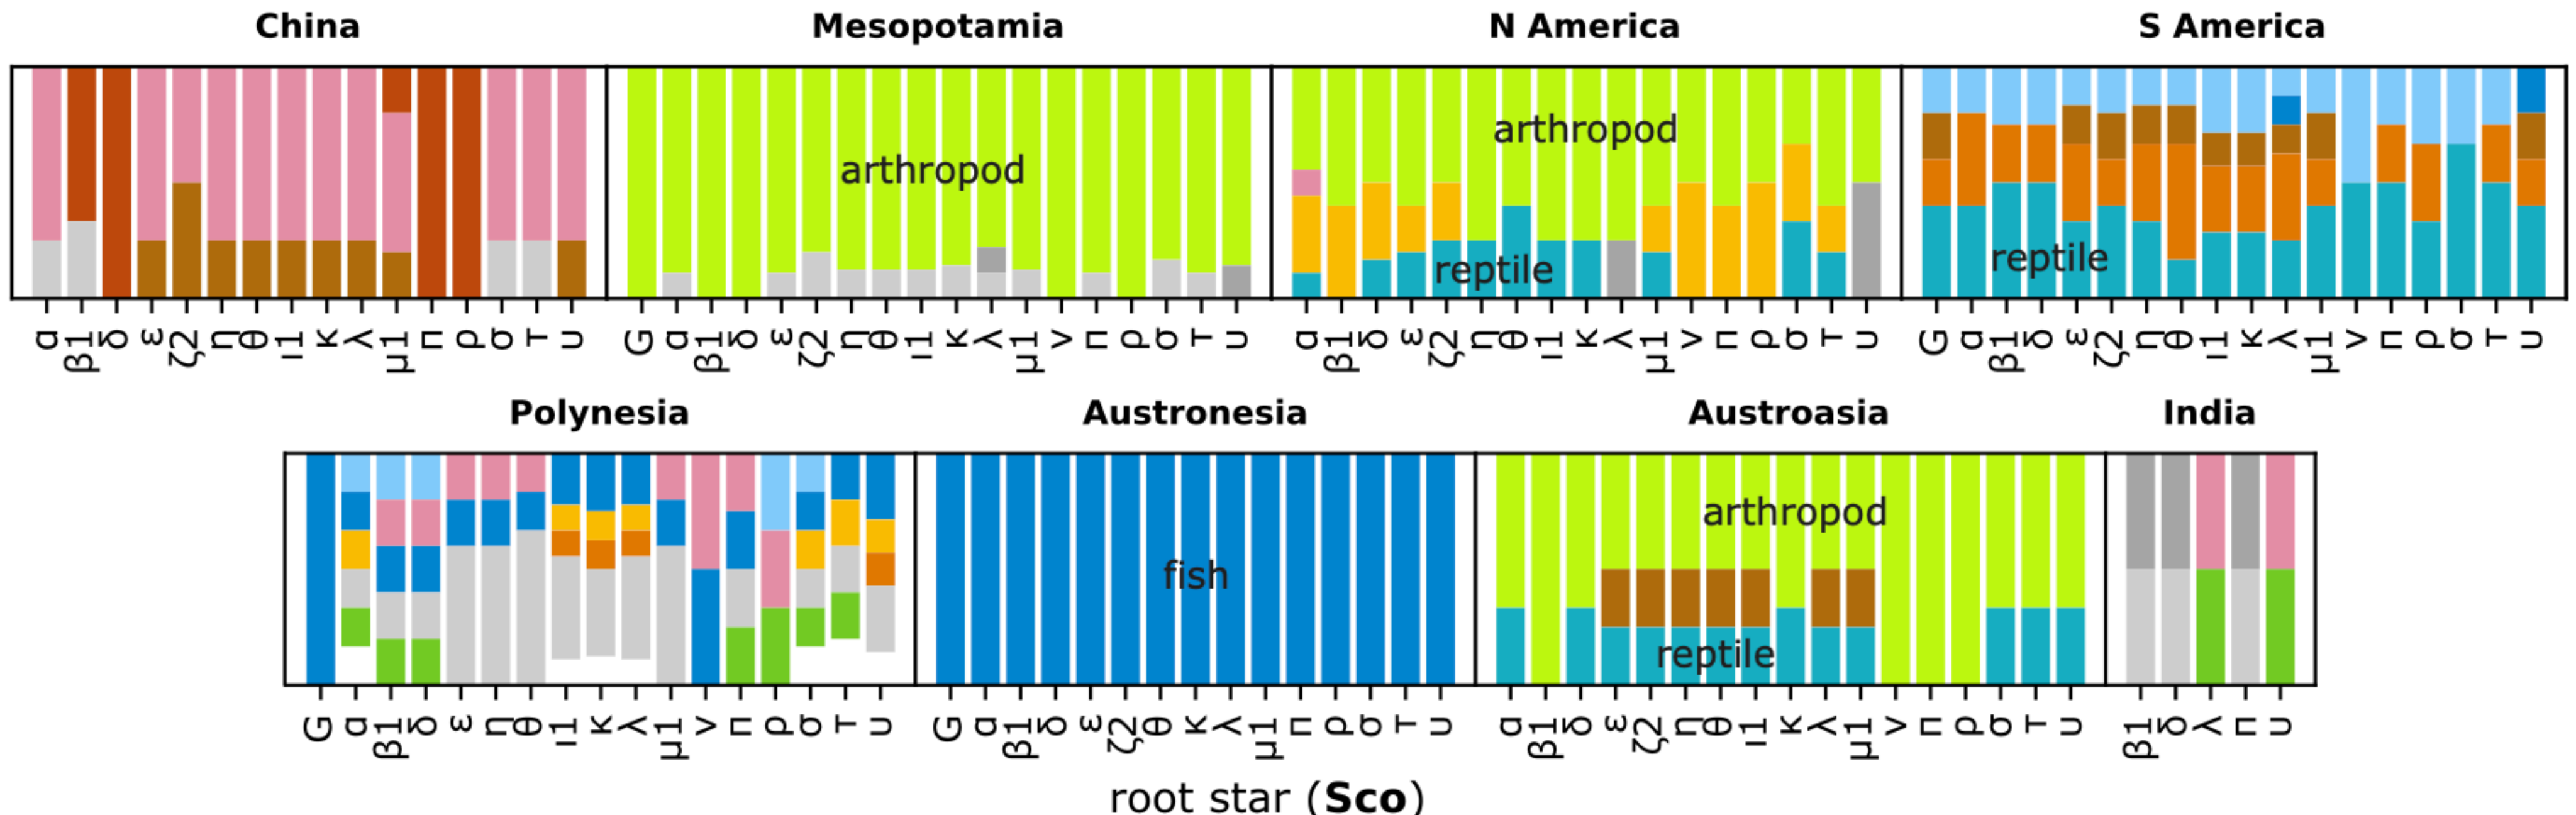 China Mesopotamia N America S America
arthropod
arthropod
reptile
reptile
α β1 δ ε ζ2 η θ ι1 κ λ μ1 π ρ σ τ υ
G α β1 δ ε ζ2 η θ ι1 κ λ μ1 ν π ρ σ τ υ
α β1 δ ε ζ2 η θ ι1 κ λ μ1 ν π ρ σ τ υ
G α β1 δ ε ζ2 η θ ι1 κ λ μ1 ν π ρ σ τ υ
Polynesia Austronesia Austroasia India
fish
arthropod
reptile
G α β1 δ ε η θ ι1 κ λ μ1 ν π ρ σ τ υ
G α β1 δ ε ζ2 θ κ λ μ1 π ρ σ τ υ
α β1 δ ε ζ2 η θ ι1 κ λ μ1 ν π ρ σ τ υ
β1 δ λ π υ
root star (Sco)